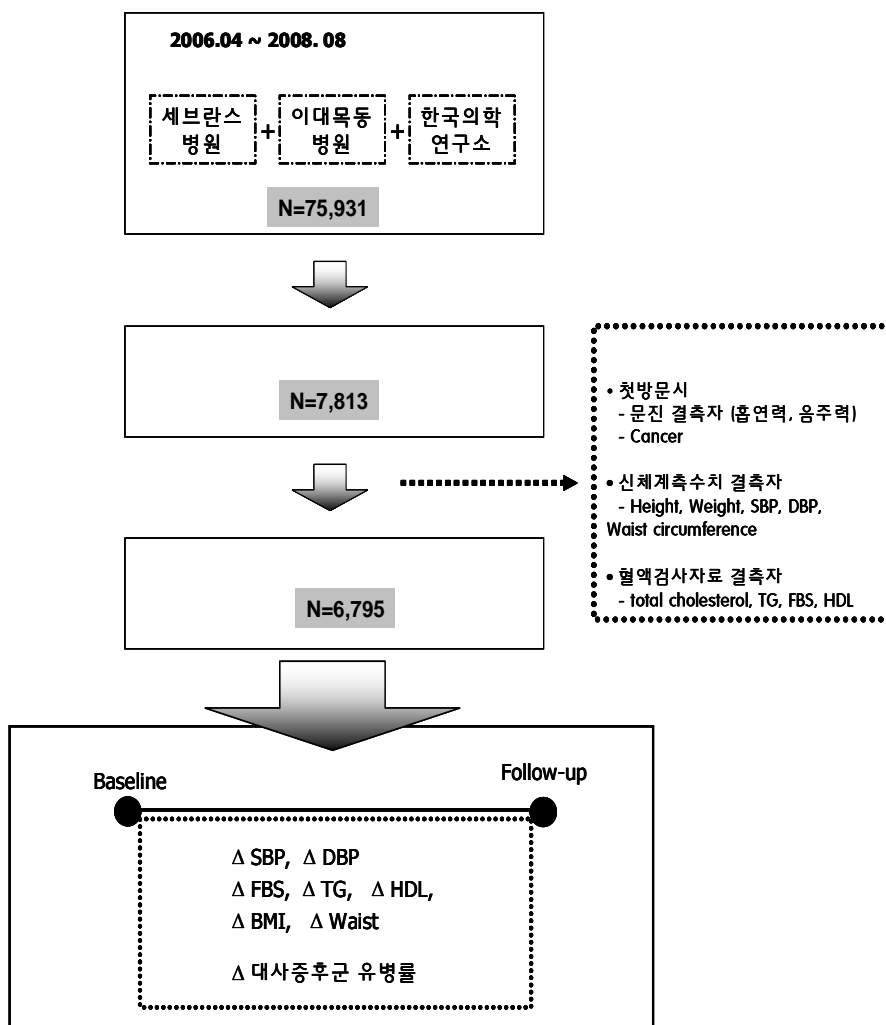 2006.04 ~ 2008. 08
세브란스 병원 + 이대목동 병원 + 한국의학 연구소
N=75,931
N=7,813
• 첫방문시
- 문진 결측자 (흡연력, 음주력)
- Cancer
• 신체계측수치 결측자
- Height, Weight, SBP, DBP,
Waist circumference
• 혈액검사자료 결측자
- total cholesterol, TG, FBS, HDL
N=6,795
Baseline
Follow-up
Δ SBP, Δ DBP
Δ FBS, Δ TG, Δ HDL,
Δ BMI, Δ Waist
Δ 대사증후군 유병률